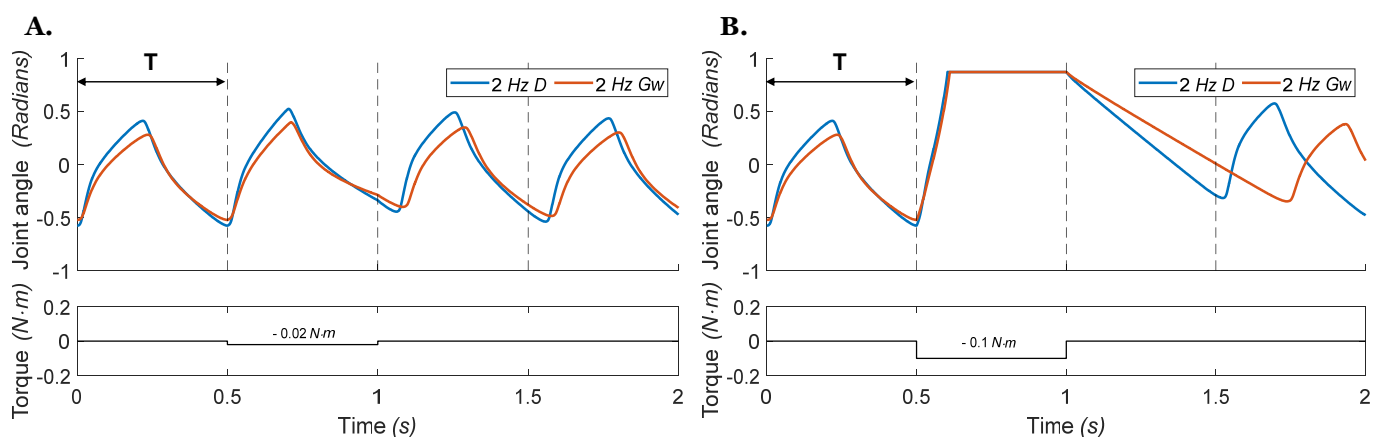 A.
T
2 Hz D
2 Hz Gw
Joint angle (Radians)
1
0.5
0
-0.5
-1
Torque (N·m)
0.2
0
-0.2
- 0.02 N·m
0
0.5
1
1.5
2
Time (s)
B.
T
2 Hz D
2 Hz Gw
Joint angle (Radians)
1
0.5
0
-0.5
-1
Torque (N·m)
0.2
0
-0.2
- 0.1 N·m
0
0.5
1
1.5
2
Time (s)